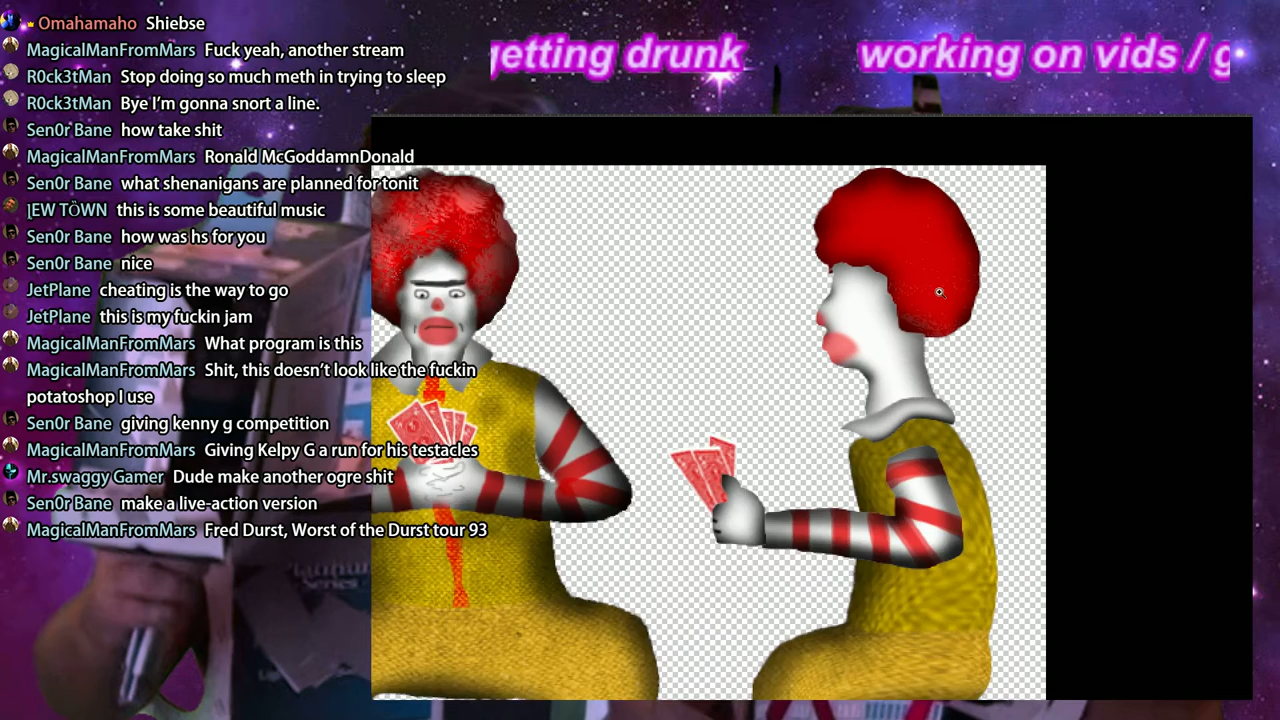 Omahamaho Shiebse
getting drunk
working on vids / g
MagicalManFromMars Fuck yeah, another stream
R0ck3tMan Stop doing so much meth in trying to sleep
R0ck3tMan Bye I’m gonna snort a line.
Sen0r Bane how take shit
MagicalManFromMars Ronald McGoddamnDonald
Sen0r Bane what shenanigans are planned for tonit
ĮEW TȌWN this is some beautiful music
Sen0r Bane how was hs for you
Sen0r Bane nice
JetPlane cheating is the way to go
JetPlane this is my fuckin jam
MagicalManFromMars What program is this
MagicalManFromMars Shit, this doesn’t look like the fuckin
potatoshop I use
Sen0r Bane giving kenny g competition
MagicalManFromMars Giving Kelpy G a run for his testacles
Mr.swaggy Gamer Dude make another ogre shit
Sen0r Bane make a live-action version
MagicalManFromMars Fred Durst, Worst of the Durst tour 93
Series